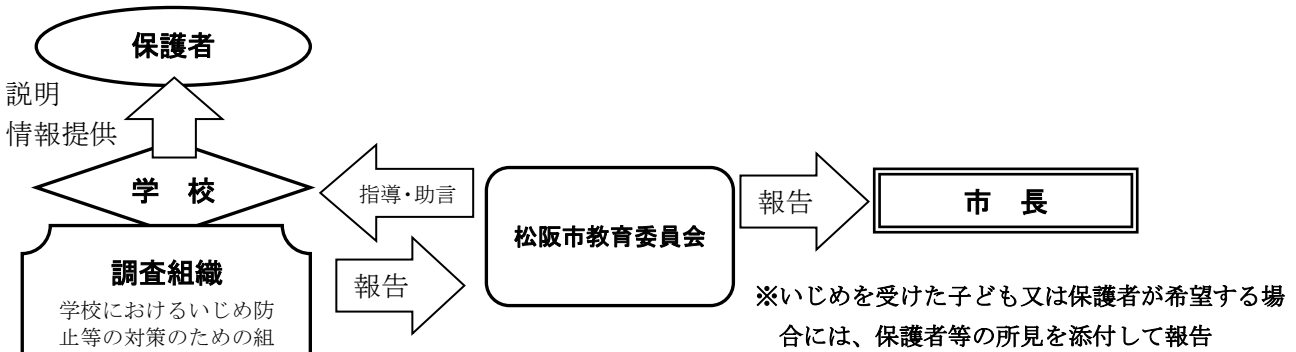 保護者
説明
情報提供
学　校
指導・助言
松阪市教育委員会
報告
市　長
調査組織
学校におけるいじめ防
止等の対策のための組
報告
※いじめを受けた子ども又は保護者が希望する場
合には、保護者等の所見を添付して報告